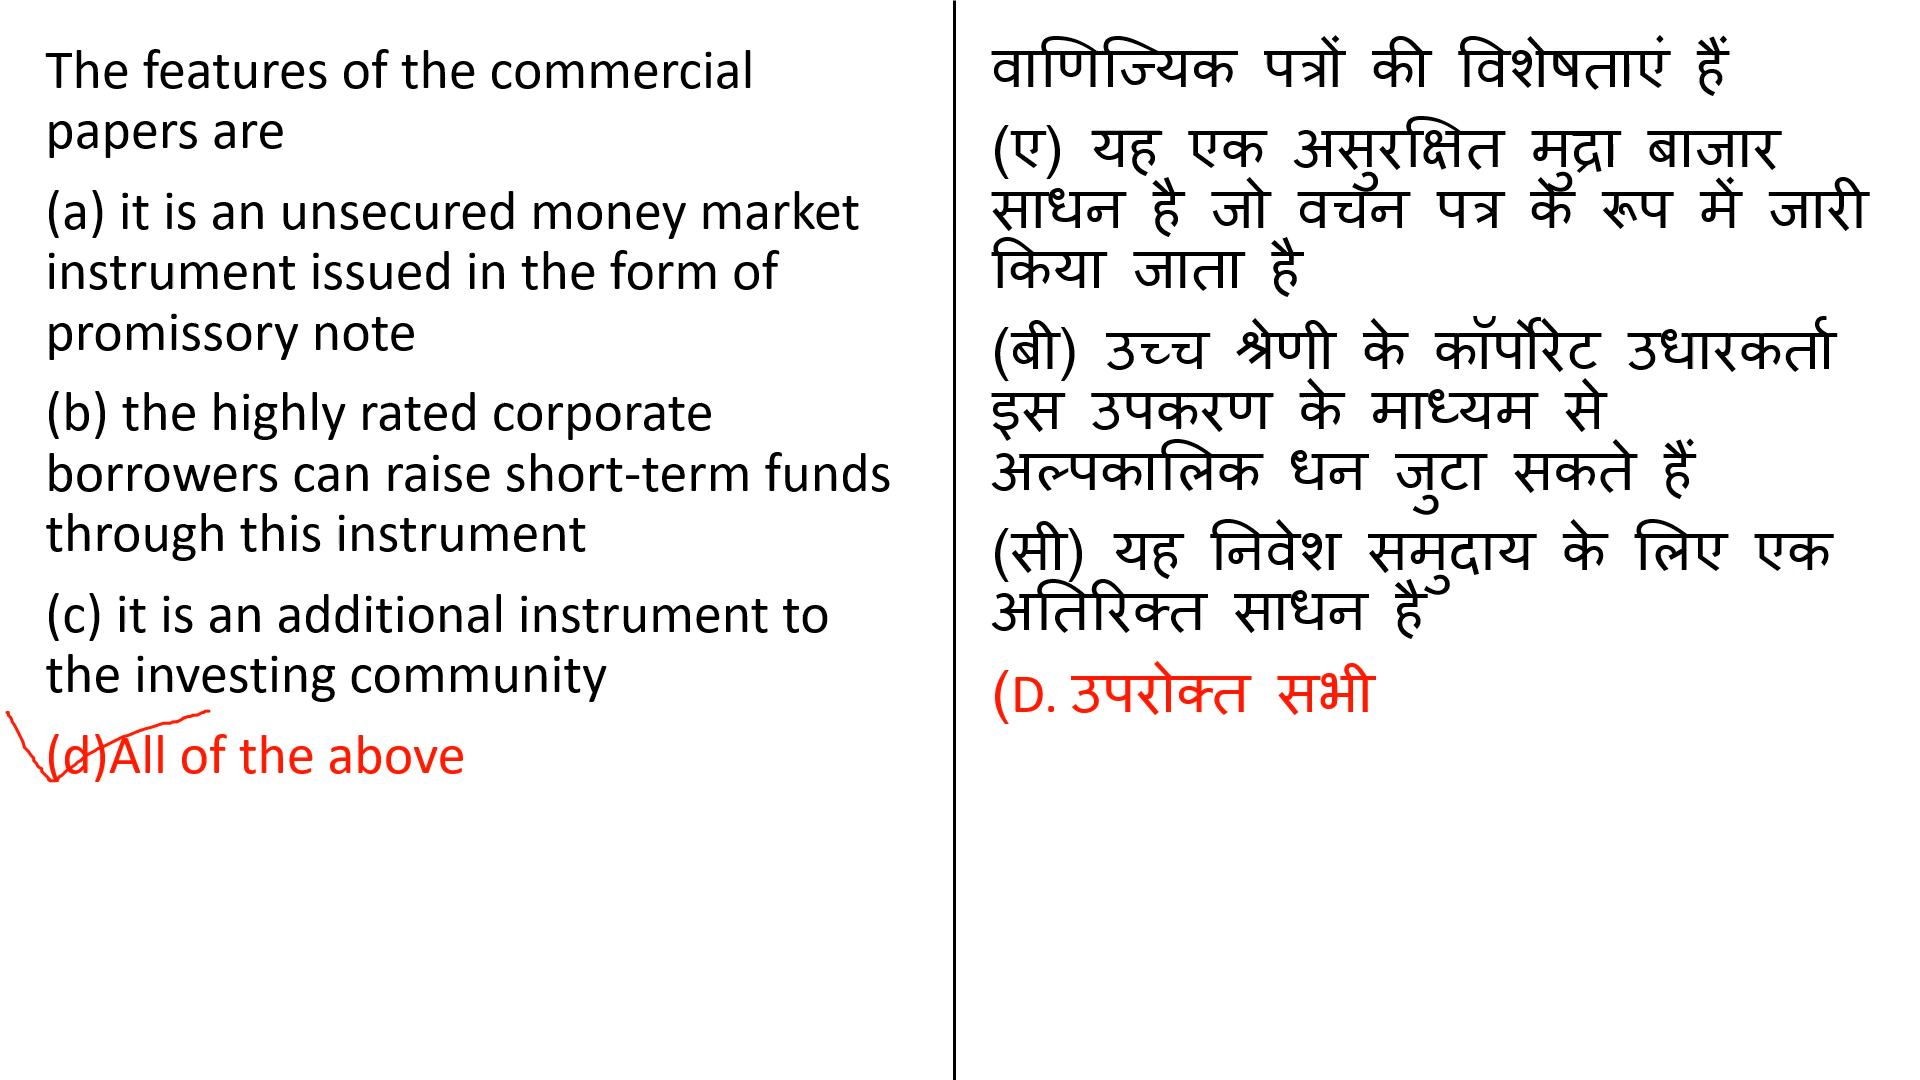 The features of the commercial
papers are
(a) it is an unsecured money market
instrument issued in the form of
promissory note
(b) the highly rated corporate
borrowers can raise short-term funds
through this instrument
(c) it is an additional instrument to
the investing community
(d)All of the above
वाणिज्यिक पत्रों की विशेषताएं हैं
(ए) यह एक असुरक्षित मुद्रा बाजार
साधन है जो वचन पत्र के रूप में जारी
किया जाता है
(बी) उच्च श्रेणी के कॉर्पोरेट उधारकर्ता
इस उपकरण के माध्यम से
अल्पकालिक धन जुटा सकते हैं
(सी) यह निवेश समुदाय के लिए एक
अतिरिक्त साधन है
(D. उपरोक्त सभी